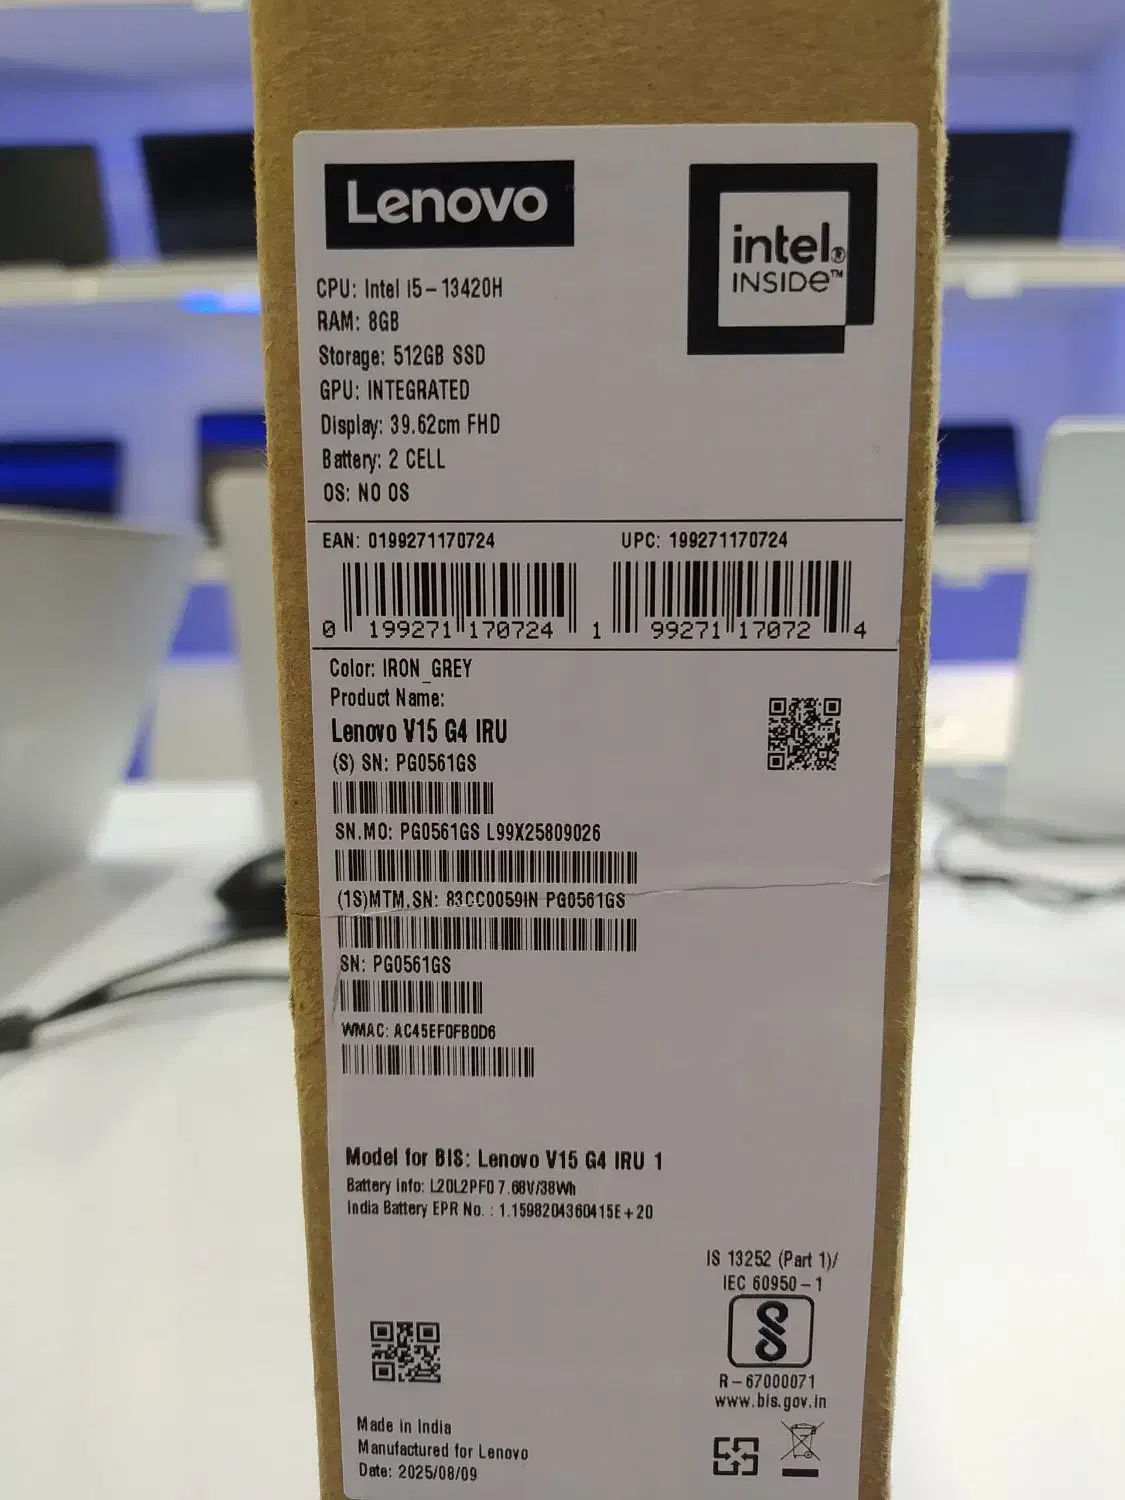 Lenovo
intel®
INSIDe™
CPU: Intel i5-13420H
RAM: 8GB
Storage: 512GB SSD
GPU: INTEGRATED
Display: 39.62cm FHD
Battery: 2 CELL
OS: NO OS
EAN: 0199271170724
UPC: 199271170724
0 199271 170724
1 99271 17072 4
Color: IRON_GREY
Product Name:
Lenovo V15 G4 IRU
(S) SN: PG0561GS
SN.MO: PG0561GS L99X25809026
(1S)MTM.SN: 83CC0059IN PG0561GS
SN: PG0561GS
WMAC: AC45EF0FB0D6
Model for BIS: Lenovo V15 G4 IRU 1
Battery info: L20L2PF0 7.68V/38Wh
India Battery EPR No. : 1.1598204360415E+20
IS 13252 (Part 1)/
IEC 60950-1
R-67000071
www.bis.gov.in
Made in India
Manufactured for Lenovo
Date: 2025/08/09